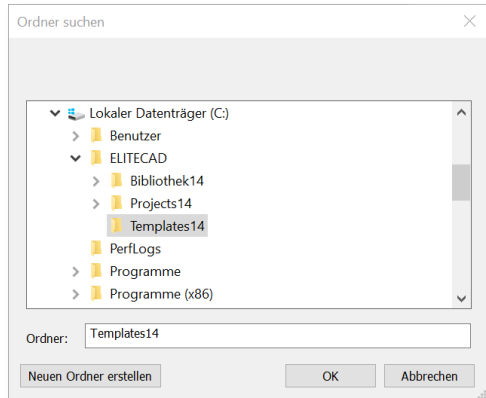 Ordner suchen
Lokaler Datenträger (C:)
Benutzer
ELITECAD
Bibliothek14
Projects14
Templates14
PerfLogs
Programme
Programme (x86)
Ordner: Templates14
Neuen Ordner erstellen OK Abbrechen